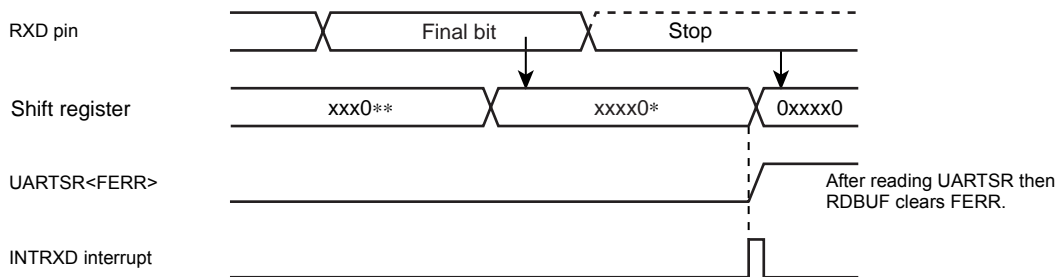 RXD pin
Final bit
Stop
Shift register
xxx0**
xxxx0*
0xxxx0
UARTSR<FERR>
After reading UARTSR then
RDBUF clears FERR.
INTRXD interrupt